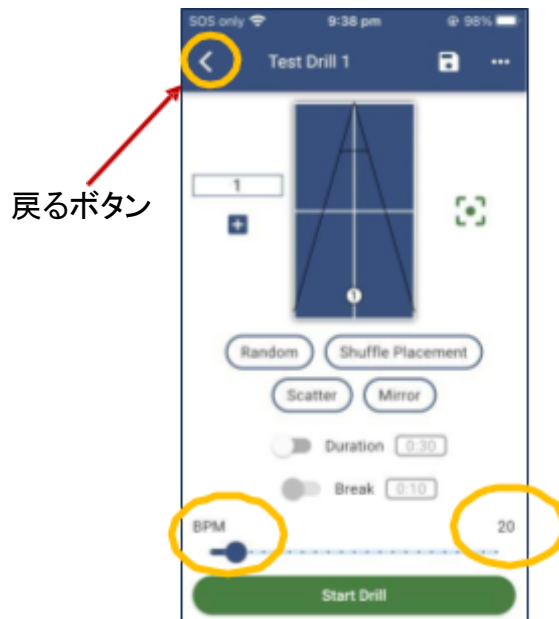 SOS only 9:38 pm @ 98%
Test Drill 1
戻るボタン
1
1
Random Shuffle Placement
Scatter Mirror
Duration 0:30
Break 0:10
BPM 20
Start Drill